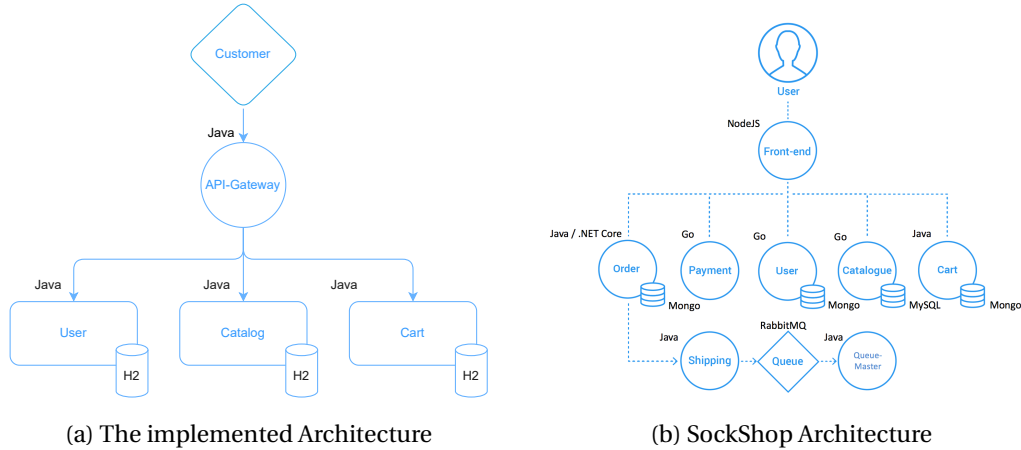 Customer
Java
API-Gateway
Java
Java
Java
User
Catalog
Cart
H2
H2
H2
(a) The implemented Architecture
User
NodeJS
Front-end
Java / .NET Core
Go
Go
Go
Java
Order
Payment
User
Catalogue
Cart
Mongo
Mongo
MySQL
Mongo
RabbitMQ
Java
Java
Shipping
Queue
Queue-
Master
(b) SockShop Architecture